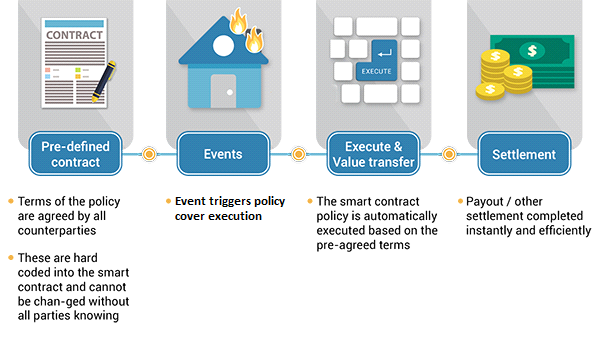 CONTRACT
EXECUTE
$
$
$
Pre-defined
contract
Events
Execute &
Value transfer
Settlement
• Terms of the policy
are agreed by all
counterparties
• These are hard
coded into the smart
contract and cannot
be chan-ged without
all parties knowing
• Event triggers policy
cover execution
• The smart contract
policy is automatically
executed based on the
pre-agreed terms
• Payout / other
settlement completed
instantly and efficiently